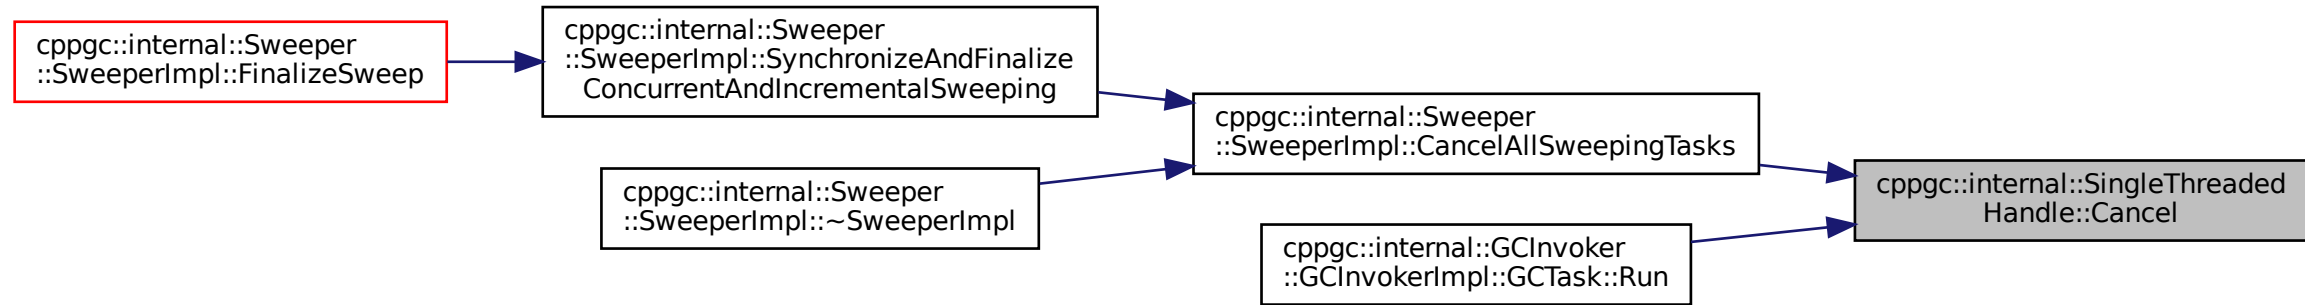 cppgc::internal::Sweeper
::SweeperImpl::FinalizeSweep
cppgc::internal::Sweeper
::SweeperImpl::SynchronizeAndFinalize
ConcurrentAndIncrementalSweeping
cppgc::internal::Sweeper
::SweeperImpl::~SweeperImpl
cppgc::internal::Sweeper
::SweeperImpl::CancelAllSweepingTasks
cppgc::internal::GCInvoker
::GCInvokerImpl::GCTask::Run
cppgc::internal::SingleThreaded
Handle::Cancel